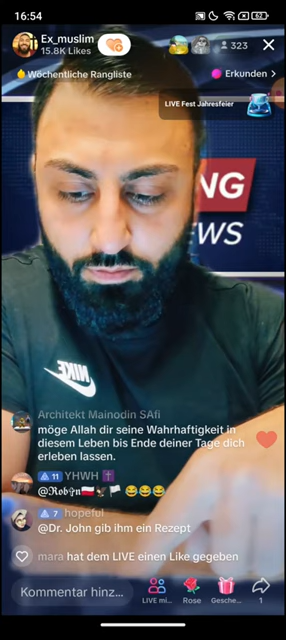 16:54
62
Ex_muslim
15.8K Likes
323
Wöchentliche Rangliste
Erkunden >
LIVE Fest Jahresfeier
NG
EWS
NIKE
Architekt Mainodin SAfi
möge Allah dir seine Wahrhaftigkeit in
diesem Leben bis Ende deiner Tage dich
erleben lassen.
11 YHWH ✝️
@𝕽𝖔𝖇✞𝖓🇵🇱🦅🏳️ 😂😂😂
7 hopeful
@Dr. John gib ihm ein Rezept
mara hat dem LIVE einen Like gegeben
Kommentar hinz...
LIVE mi...
Rose
Gesche...
1